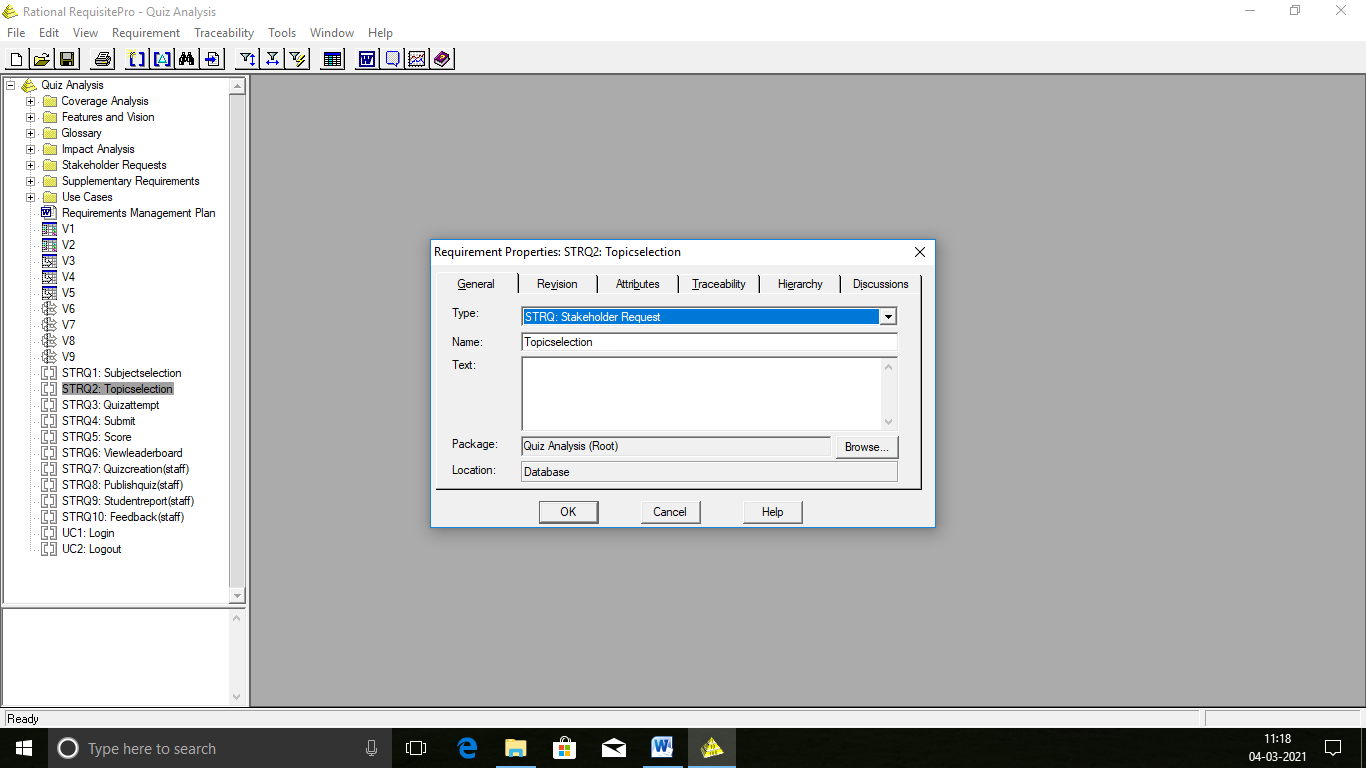 Rational RequisitePro - Quiz Analysis
File Edit View Requirement Traceability Tools Window Help
Quiz Analysis
Coverage Analysis
Features and Vision
Glossary
Impact Analysis
Stakeholder Requests
Supplementary Requirements
Use Cases
Requirements Management Plan
V1
V2
V3
V4
V5
V6
V7
V8
V9
STRQ1: Subjectselection
STRQ2: Topicselection
STRQ3: Quizattempt
STRQ4: Submit
STRQ5: Score
STRQ6: Viewleaderboard
STRQ7: Quizcreation(staff)
STRQ8: Publishquiz(staff)
STRQ9: Studentreport(staff)
STRQ10: Feedback(staff)
UC1: Login
UC2: Logout
Requirement Properties: STRQ2: Topicselection
General Revision Attributes Traceability Hierarchy Discussions
Type: STRQ: Stakeholder Request
Name: Topicselection
Text:
Package: Quiz Analysis (Root) Browse...
Location: Database
OK Cancel Help
Ready
Type here to search
11:18
04-03-2021